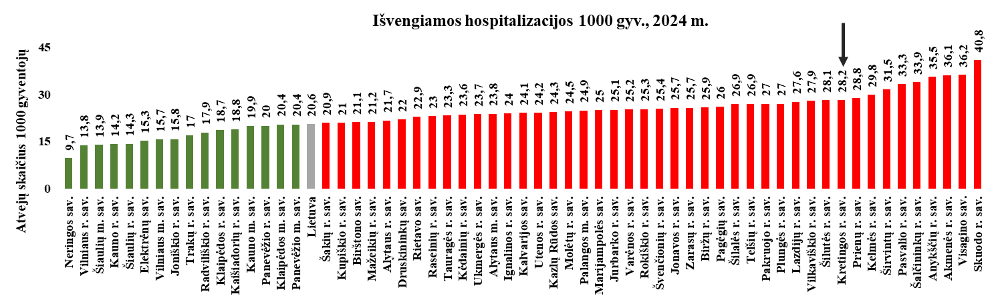 Išvengiamos hospitalizacijos 1000 gyv., 2024 m.
Atvejų skaičius 1000 gyventojų
45
30
15
0
9,7
13,8
13,9
14,2
14,3
15,3
15,7
15,8
17
17,9
18,7
18,8
19,9
20
20,4
20,4
20,6
20,9
21
21,1
21,2
21,7
22
22,9
23
23,3
23,6
23,7
23,8
24
24,1
24,2
24,3
24,5
24,9
25
25,1
25,2
25,3
25,4
25,7
25,7
25,9
26
26,9
26,9
27
27
27,6
27,9
28,1
28,2
28,8
29,8
31,5
33,3
33,9
35,5
36,1
36,2
40,8
Neringos sav.
Vilniaus r. sav.
Šiaulių m. sav.
Kauno r. sav.
Šiaulių r. sav.
Elektrėnų sav.
Vilniaus m. sav.
Joniškio r. sav.
Trakų r. sav.
Radviliškio r. sav.
Klaipėdos r. sav.
Kaišiadorių r. sav.
Kauno m. sav.
Panevėžio r. sav.
Klaipėdos m. sav.
Panevėžio m. sav.
Lietuva
Šakių r. sav.
Kupiškio r. sav.
Birštono sav.
Mažeikių r. sav.
Alytaus r. sav.
Druskininkų sav.
Rietavo sav.
Raseinių r. sav.
Tauragės r. sav.
Kėdainių r. sav.
Ukmergės r. sav.
Alytaus m. sav.
Ignalinos r. sav.
Kalvarijos sav.
Utenos r. sav.
Kazlų Rūdos sav.
Molėtų r. sav.
Palangos m. sav.
Marijampolės sav.
Jurbarko r. sav.
Varėnos r. sav.
Rokiškio r. sav.
Švenčionių r. sav.
Jonavos r. sav.
Zarasų r. sav.
Biržų r. sav.
Pagėgių sav.
Šilalės r. sav.
Telšių r. sav.
Pakruojo r. sav.
Plungės r. sav.
Lazdijų r. sav.
Vilkaviškio r. sav.
Šilutės r. sav.
Kretingos r. sav.
Prienų r. sav.
Kelmės r. sav.
Širvintų r. sav.
Pasvalio r. sav.
Šalčininkų r. sav.
Anykščių r. sav.
Akmenės r. sav.
Visagino sav.
Skuodo r. sav.